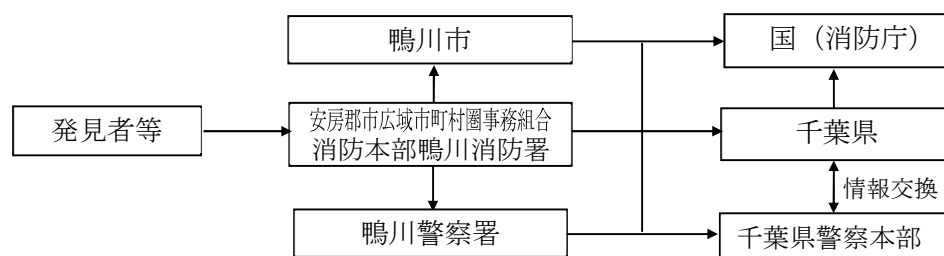 鴨川市
国（消防庁）
発見者等
安房郡市広域市町村圏事務組合
消防本部鴨川消防署
千葉県
情報交換
鴨川警察署
千葉県警察本部